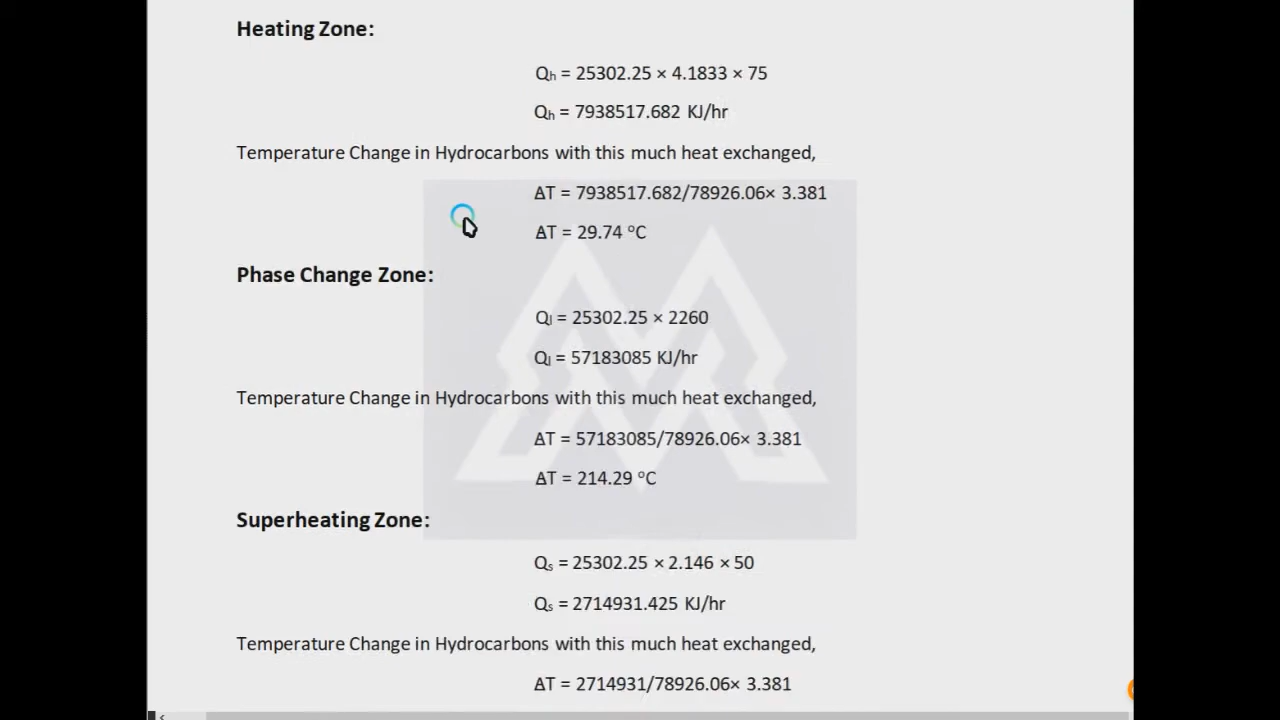 Heating Zone:
Qh = 25302.25 × 4.1833 × 75
Qh = 7938517.682 KJ/hr
Temperature Change in Hydrocarbons with this much heat exchanged,
ΔT = 7938517.682/78926.06× 3.381
ΔT = 29.74 °C
Phase Change Zone:
Ql = 25302.25 × 2260
Ql = 57183085 KJ/hr
Temperature Change in Hydrocarbons with this much heat exchanged,
ΔT = 57183085/78926.06× 3.381
ΔT = 214.29 °C
Superheating Zone:
Qs = 25302.25 × 2.146 × 50
Qs = 2714931.425 KJ/hr
Temperature Change in Hydrocarbons with this much heat exchanged,
ΔT = 2714931/78926.06× 3.381